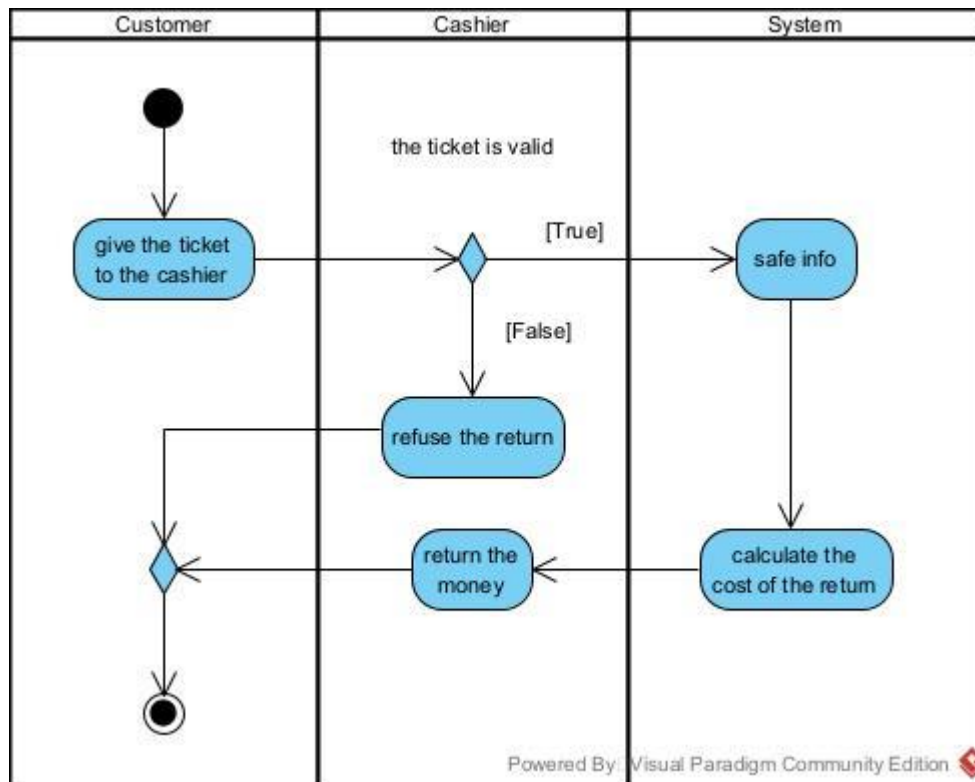 Customer
Cashier
System
the ticket is valid
give the ticket
to the cashier
[True]
safe info
[False]
refuse the return
return the
money
calculate the
cost of the return
Powered By: Visual Paradigm Community Edition